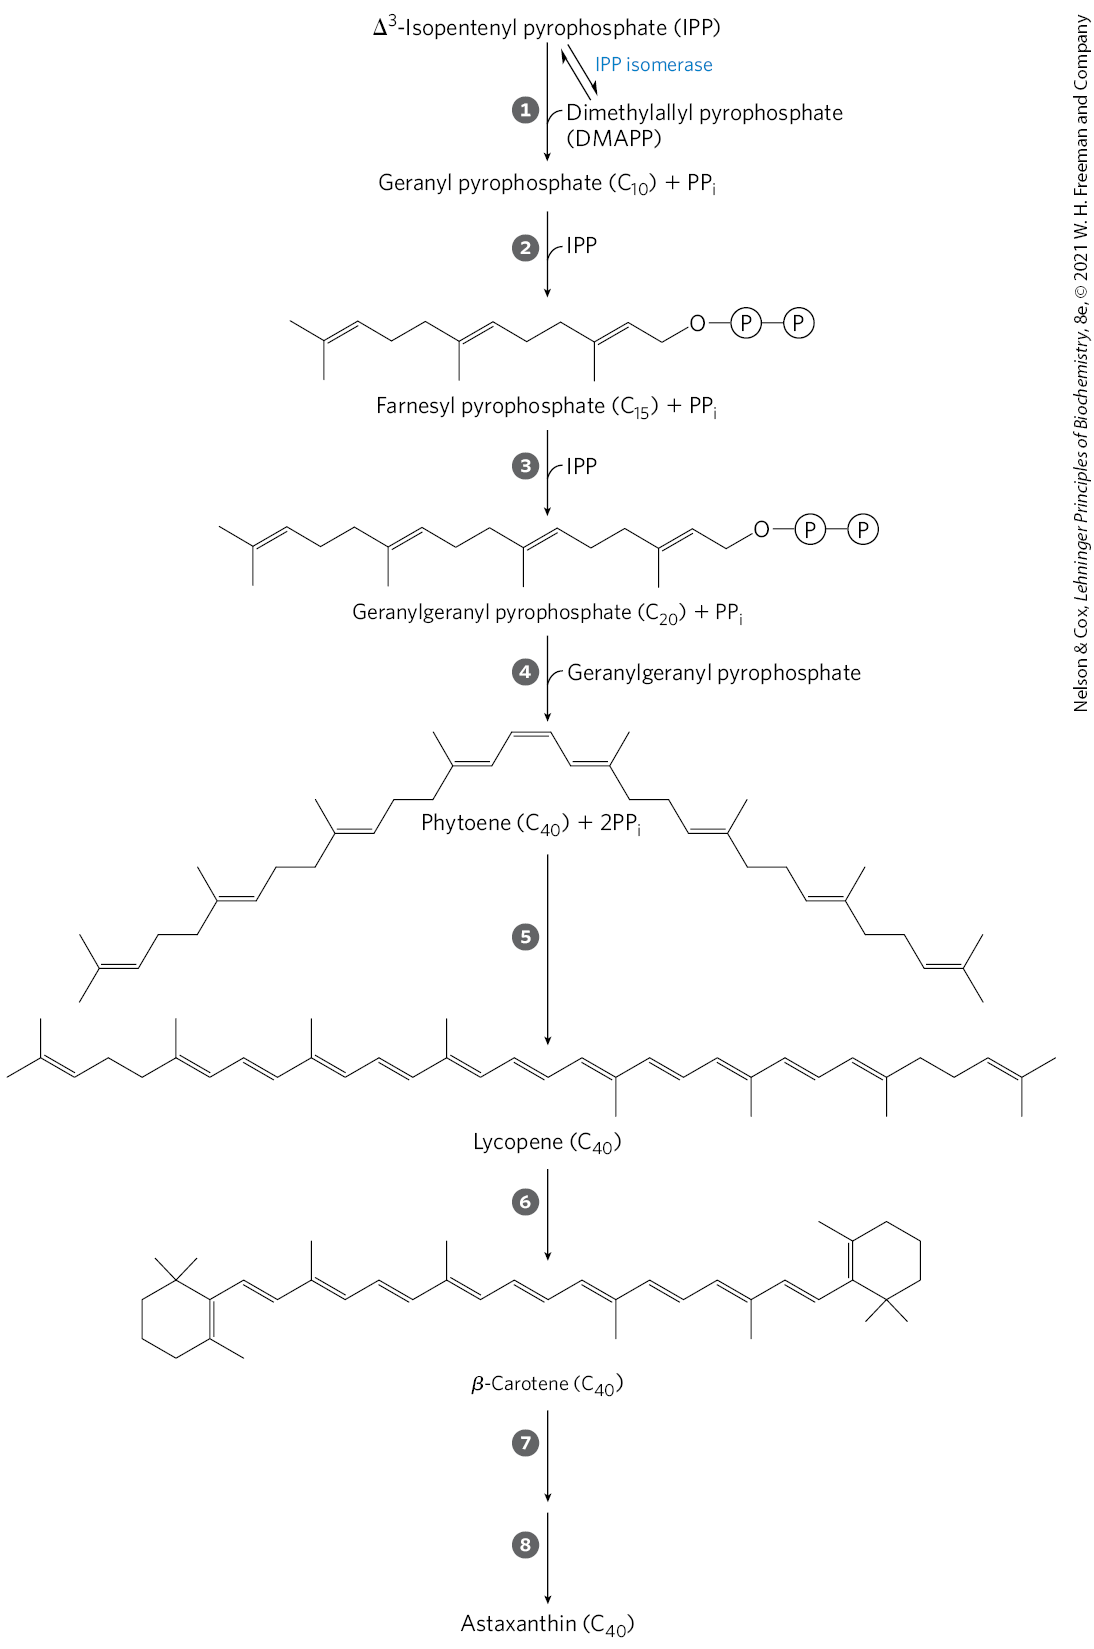 Δ³-Isopentenyl pyrophosphate (IPP)
IPP isomerase
1
Dimethylallyl pyrophosphate
(DMAPP)
Geranyl pyrophosphate (C₁₀) + PPᵢ
2
IPP
O P P
Farnesyl pyrophosphate (C₁₅) + PPᵢ
3
IPP
O P P
Geranylgeranyl pyrophosphate (C₂₀) + PPᵢ
4
Geranylgeranyl pyrophosphate
Phytoene (C₄₀) + 2PPᵢ
5
Lycopene (C₄₀)
6
β-Carotene (C₄₀)
7
8
Astaxanthin (C₄₀)
Nelson & Cox, Lehninger Principles of Biochemistry, 8e, © 2021 W. H. Freeman and Company